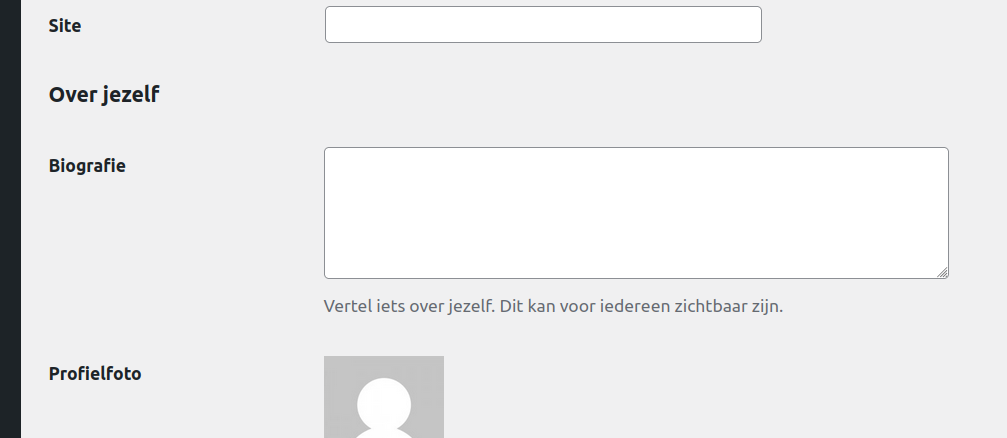 Site
Over jezelf
Biografie
Vertel iets over jezelf. Dit kan voor iedereen zichtbaar zijn.
Profielfoto